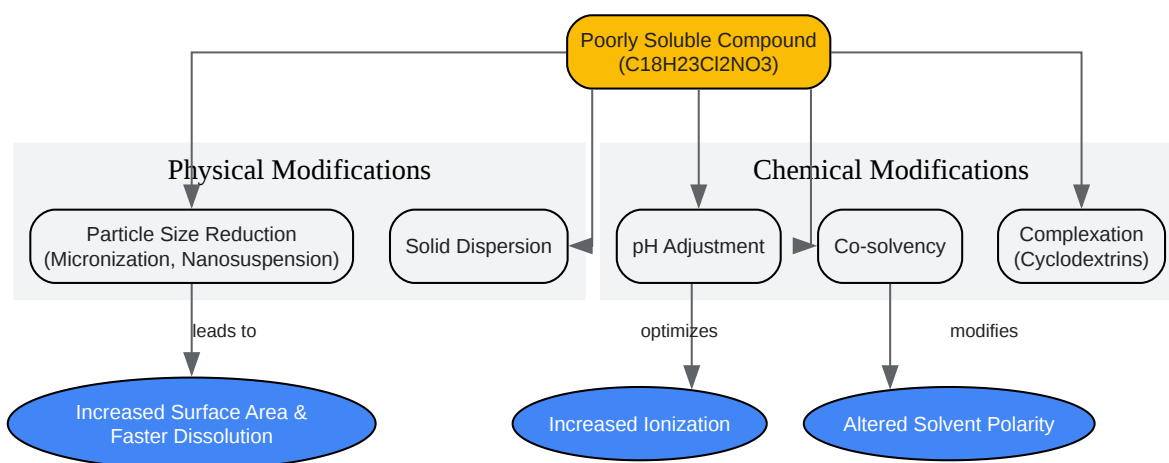 Poorly Soluble Compound
(C18H23Cl2NO3)
Physical Modifications
Chemical Modifications
Particle Size Reduction
(Micronization, Nanosuspension)
Solid Dispersion
pH Adjustment
Co-solvency
Complexation
(Cyclodextrins)
leads to
optimizes
modifies
Increased Surface Area &
Faster Dissolution
Increased Ionization
Altered Solvent Polarity